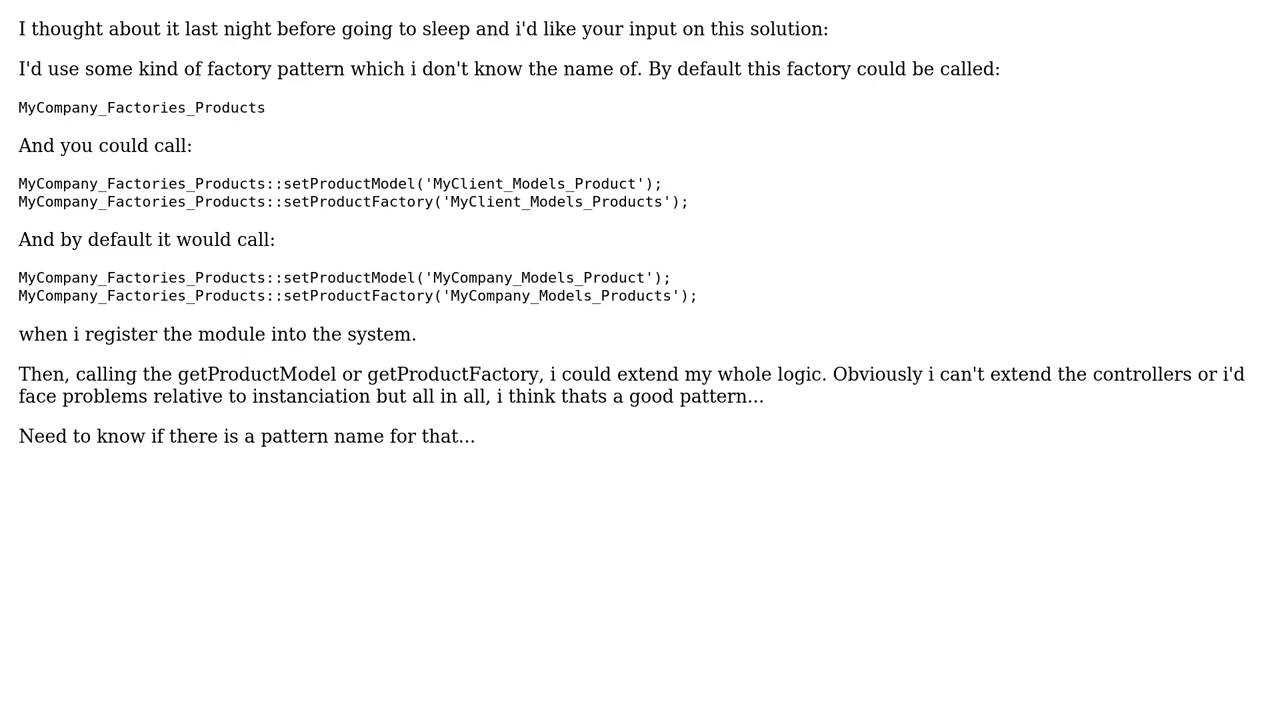 I thought about it last night before going to sleep and i'd like your input on this solution:
I'd use some kind of factory pattern which i don't know the name of. By default this factory could be called:
MyCompany_Factories_Products
And you could call:
MyCompany_Factories_Products::setProductModel('MyClient_Models_Product');
MyCompany_Factories_Products::setProductFactory('MyClient_Models_Products');
And by default it would call:
MyCompany_Factories_Products::setProductModel('MyCompany_Models_Product');
MyCompany_Factories_Products::setProductFactory('MyCompany_Models_Products');
when i register the module into the system.
Then, calling the getProductModel or getProductFactory, i could extend my whole logic. Obviously i can't extend the controllers or i'd
face problems relative to instanciation but all in all, i think thats a good pattern...
Need to know if there is a pattern name for that...